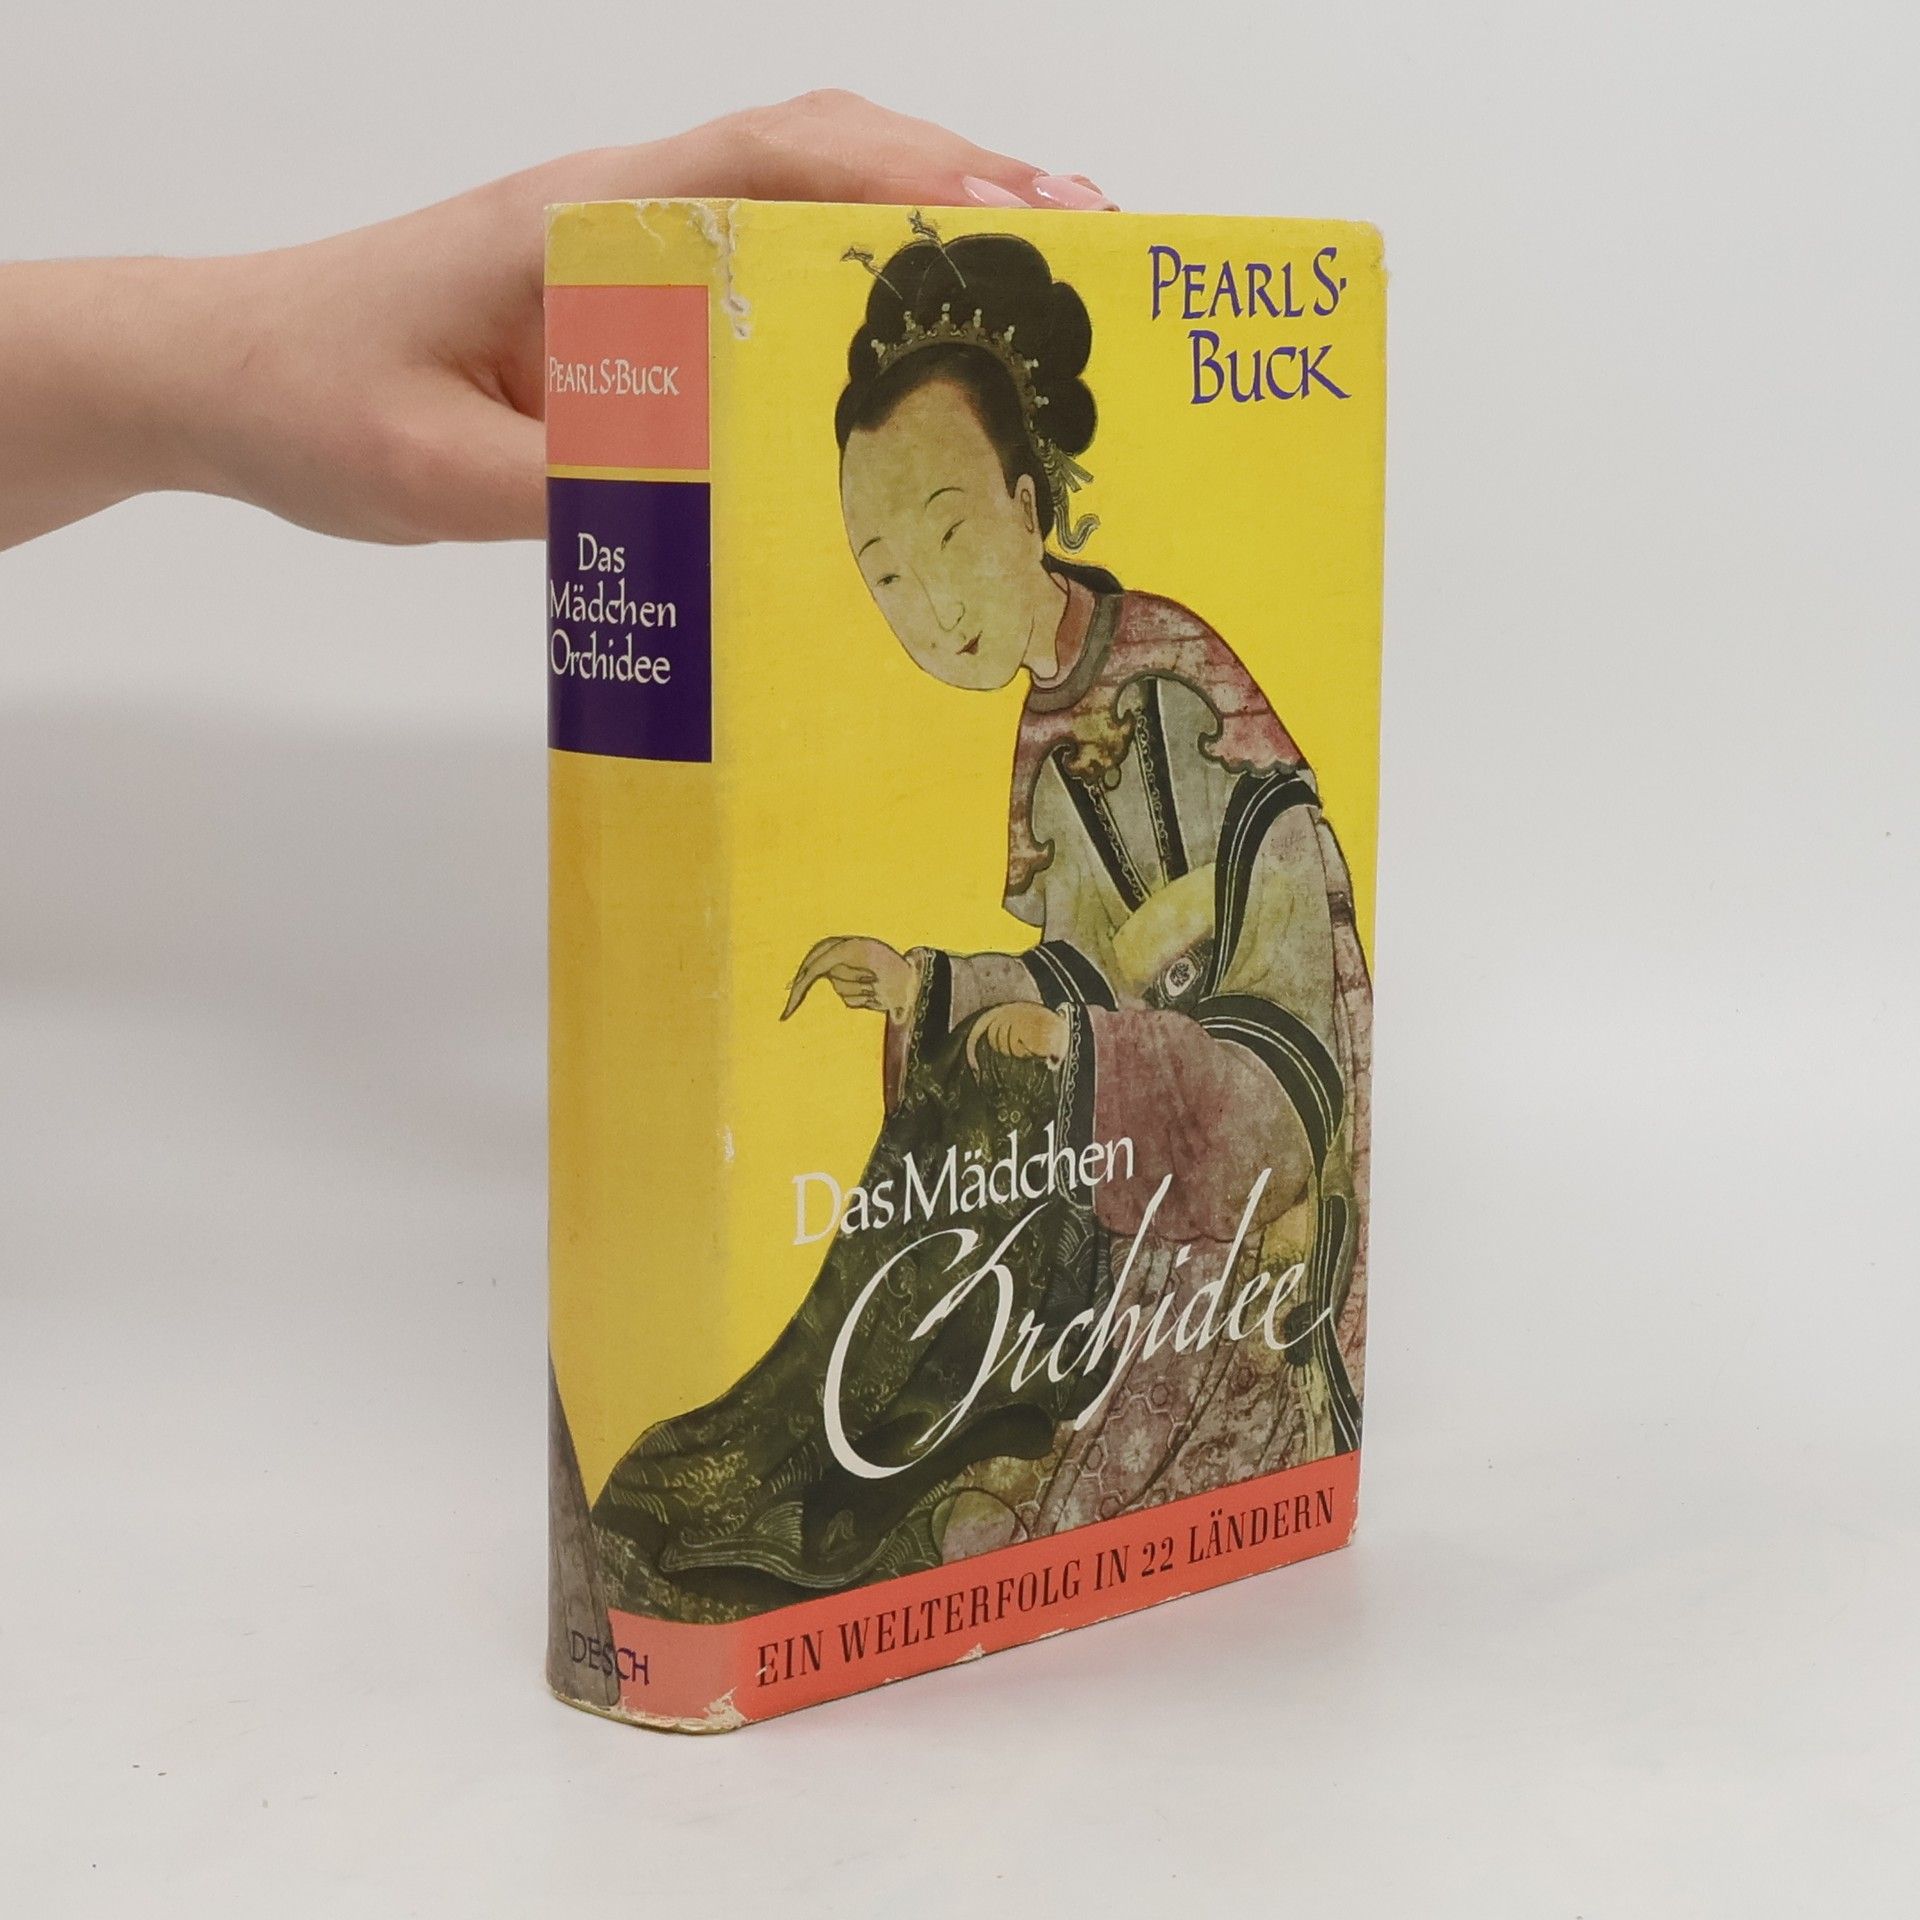 PEARL S. BUCK
Das
Mädchen
Orchidee
DESCH
PEARL S.
BUCK
Das Mädchen
Orchidee
EIN WELTERFOLG IN 22 LÄNDERN